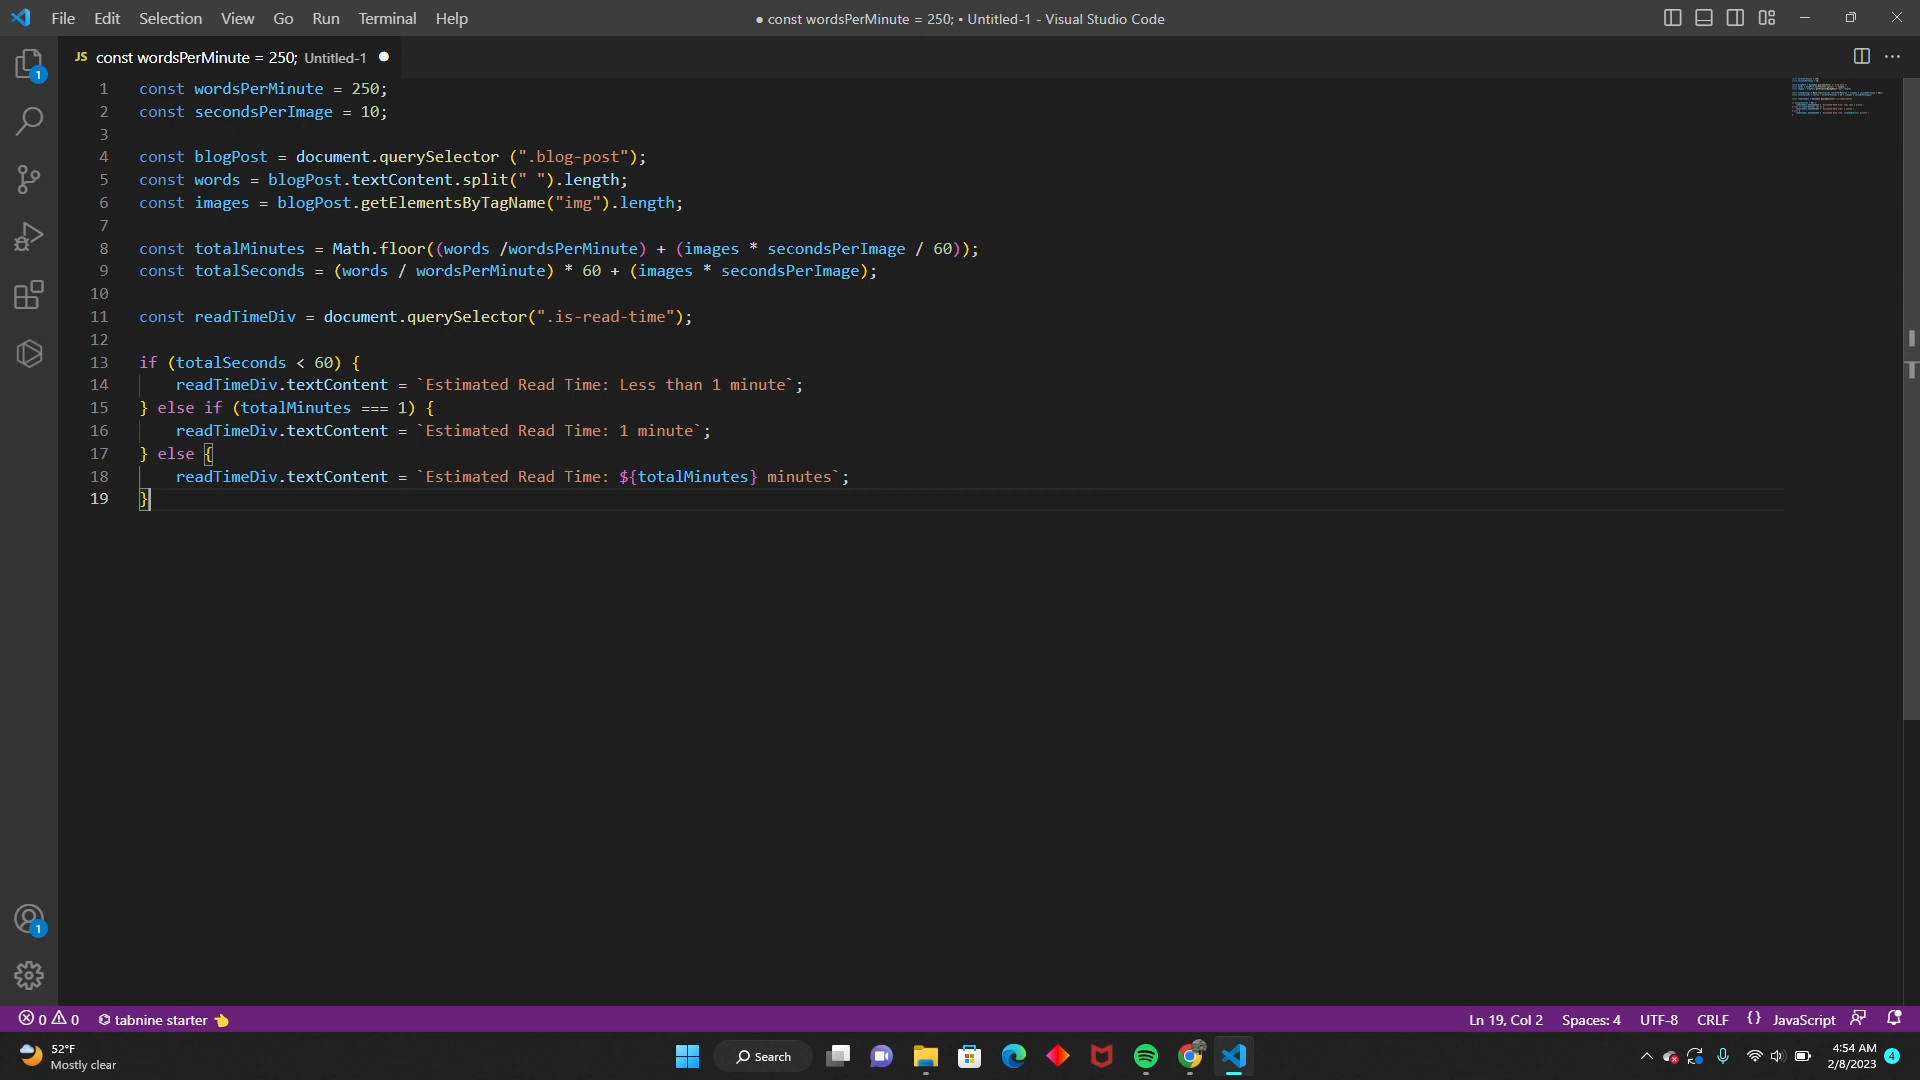 File Edit Selection View Go Run Terminal Help
● const wordsPerMinute = 250; • Untitled-1 - Visual Studio Code
JS const wordsPerMinute = 250; Untitled-1 ●
1
1 const wordsPerMinute = 250;
2 const secondsPerImage = 10;
3
4 const blogPost = document.querySelector (".blog-post");
5 const words = blogPost.textContent.split(" ").length;
6 const images = blogPost.getElementsByTagName("img").length;
7
8 const totalMinutes = Math.floor((words /wordsPerMinute) + (images * secondsPerImage / 60));
9 const totalSeconds = (words / wordsPerMinute) * 60 + (images * secondsPerImage);
10
11 const readTimeDiv = document.querySelector(".is-read-time");
12
13 if (totalSeconds < 60) {
14     readTimeDiv.textContent = `Estimated Read Time: Less than 1 minute`;
15 } else if (totalMinutes === 1) {
16     readTimeDiv.textContent = `Estimated Read Time: 1 minute`;
17 } else {
18     readTimeDiv.textContent = `Estimated Read Time: ${totalMinutes} minutes`;
19 }
1
0 0 tabnine starter
Ln 19, Col 2 Spaces: 4 UTF-8 CRLF {} JavaScript
52°F
Mostly clear
Search
4:54 AM
2/8/2023
4